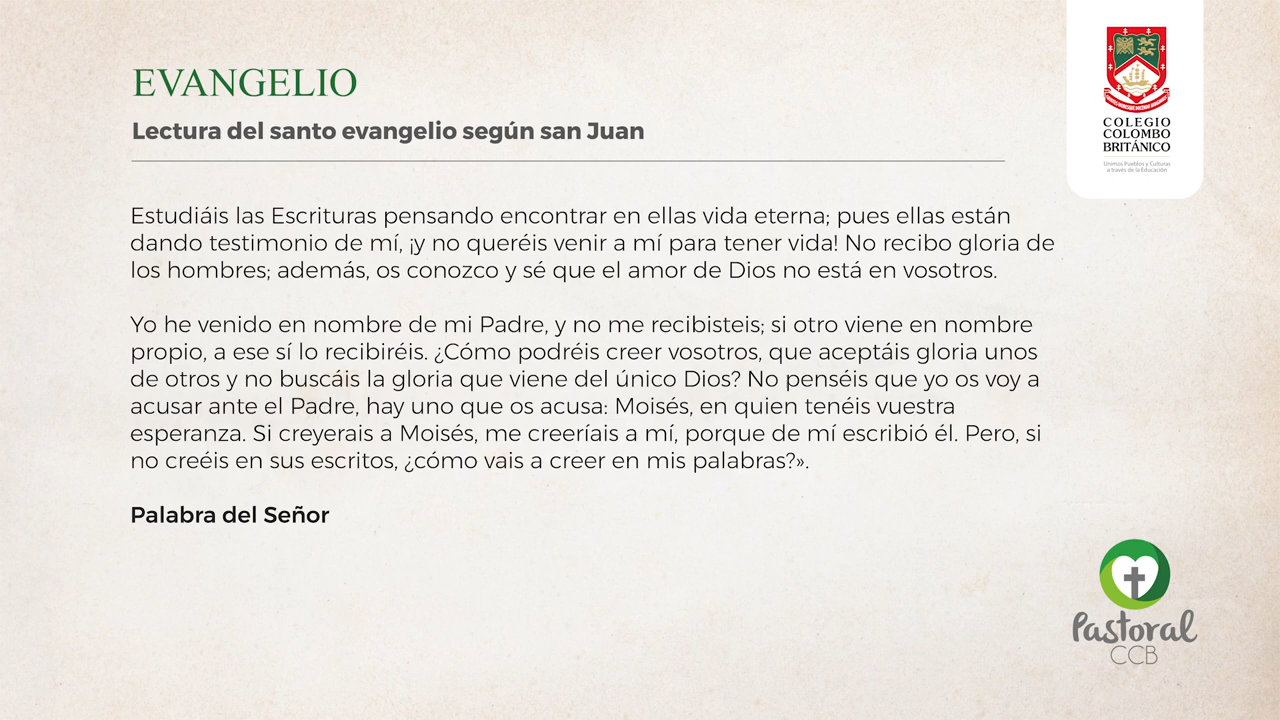 EVANGELIO
Lectura del santo evangelio según san Juan
COLEGIO
COLOMBO
BRITÁNICO
Unimos Pueblos y Culturas
a través de la Educación
Estudiáis las Escrituras pensando encontrar en ellas vida eterna; pues ellas están
dando testimonio de mí, ¡y no queréis venir a mí para tener vida! No recibo gloria de
los hombres; además, os conozco y sé que el amor de Dios no está en vosotros.
Yo he venido en nombre de mi Padre, y no me recibisteis; si otro viene en nombre
propio, a ese sí lo recibiréis. ¿Cómo podréis creer vosotros, que aceptáis gloria unos
de otros y no buscáis la gloria que viene del único Dios? No penséis que yo os voy a
acusar ante el Padre, hay uno que os acusa: Moisés, en quien tenéis vuestra
esperanza. Si creyerais a Moisés, me creeríais a mí, porque de mí escribió él. Pero, si
no creéis en sus escritos, ¿cómo vais a creer en mis palabras?».
Palabra del Señor
Pastoral
CCB